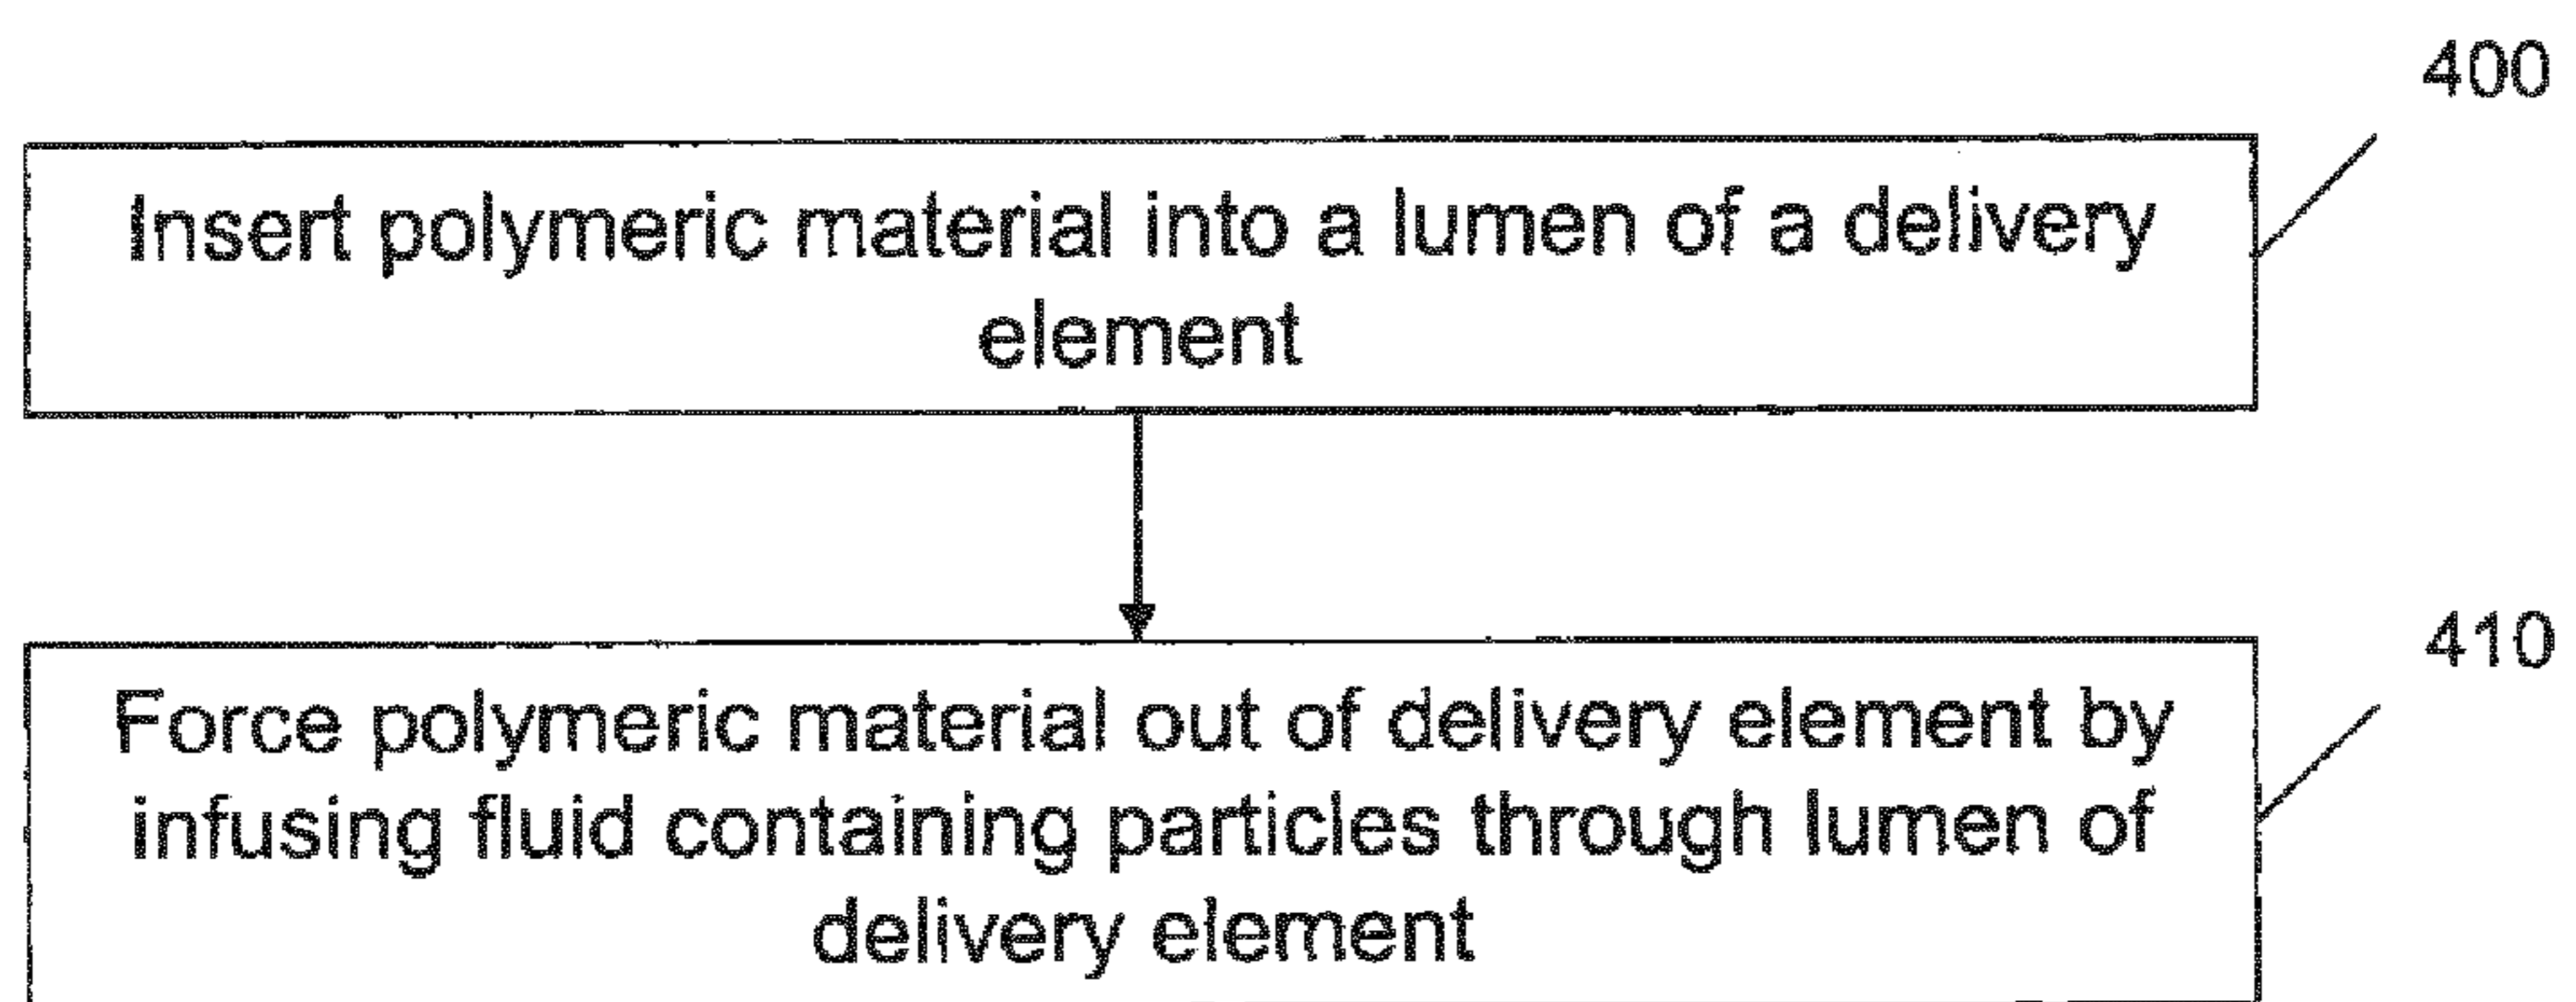 400
Insert polymeric material into a lumen of a delivery
element
410
Force polymeric material out of delivery element by
infusing fluid containing particles through lumen of
delivery element